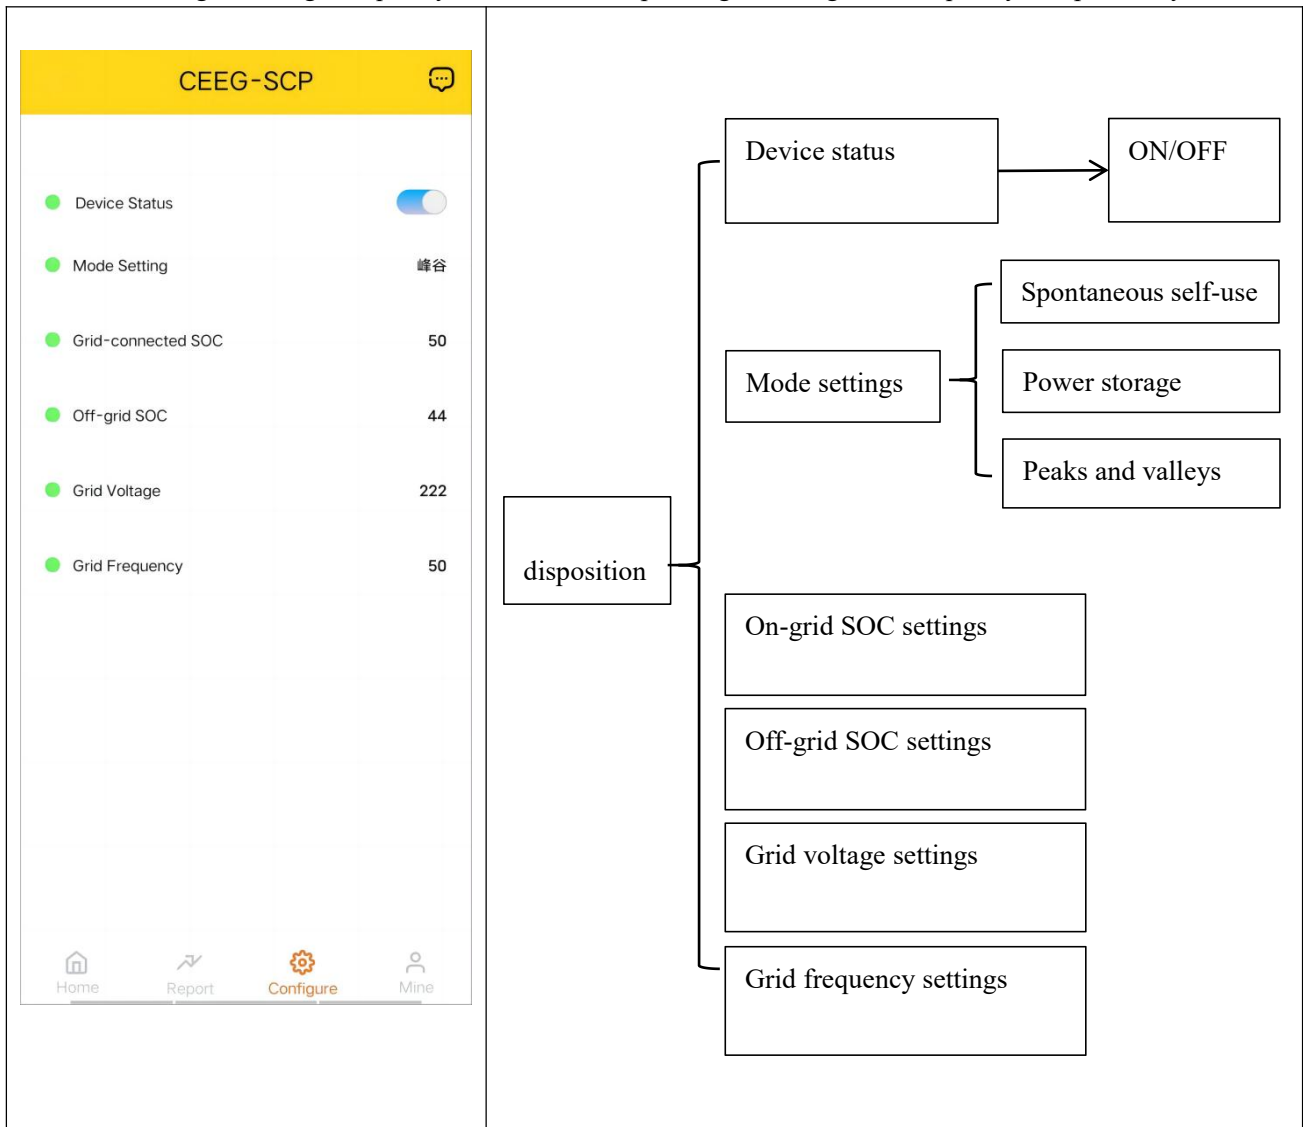 CEEG-SCP
Device Status
Mode Setting 峰谷
Grid-connected SOC 50
Off-grid SOC 44
Grid Voltage 222
Grid Frequency 50
Home Report Configure Mine
disposition
Device status
ON/OFF
Mode settings
Spontaneous self-use
Power storage
Peaks and valleys
On-grid SOC settings
Off-grid SOC settings
Grid voltage settings
Grid frequency settings